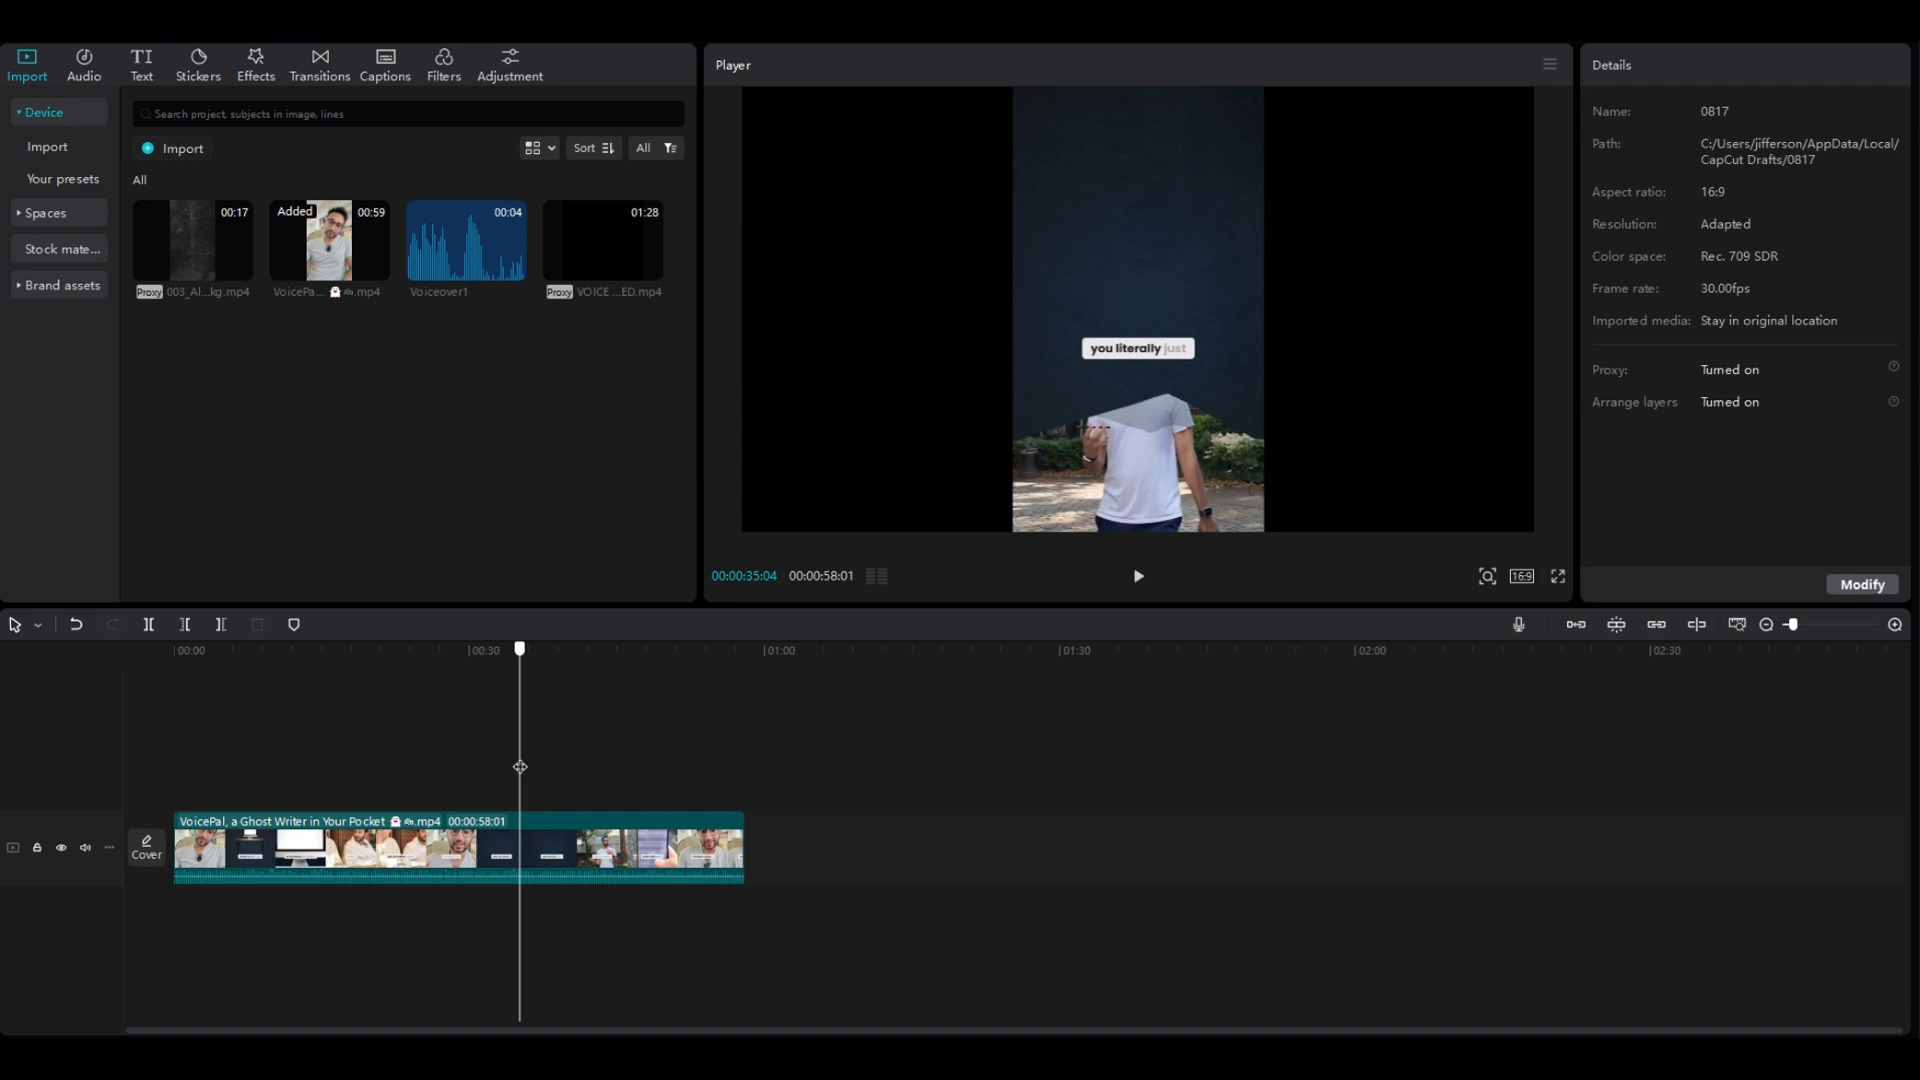 Import
Audio
Text
Stickers
Effects
Transitions
Captions
Filters
Adjustment
Device
Import
Your presets
Spaces
Stock mate...
Brand assets
Search project, subjects in image, lines
Import
Sort
All
All
00:17
Added 00:59
00:04
01:28
Proxy 003_Al...kg.mp4
VoicePa... .mp4
Voiceover1
Proxy VOICE ...ED.mp4
Player
you literally just
00:00:35:04 00:00:58:01
16:9
Details
Name: 0817
Path: C:/Users/jifferson/AppData/Local/
CapCut Drafts/0817
Aspect ratio: 16:9
Resolution: Adapted
Color space: Rec. 709 SDR
Frame rate: 30.00fps
Imported media: Stay in original location
Proxy: Turned on
Arrange layers Turned on
Modify
00:00 00:30 01:00 01:30 02:00 02:30
Cover
VoicePal, a Ghost Writer in Your Pocket 👻 .mp4 00:00:58:01